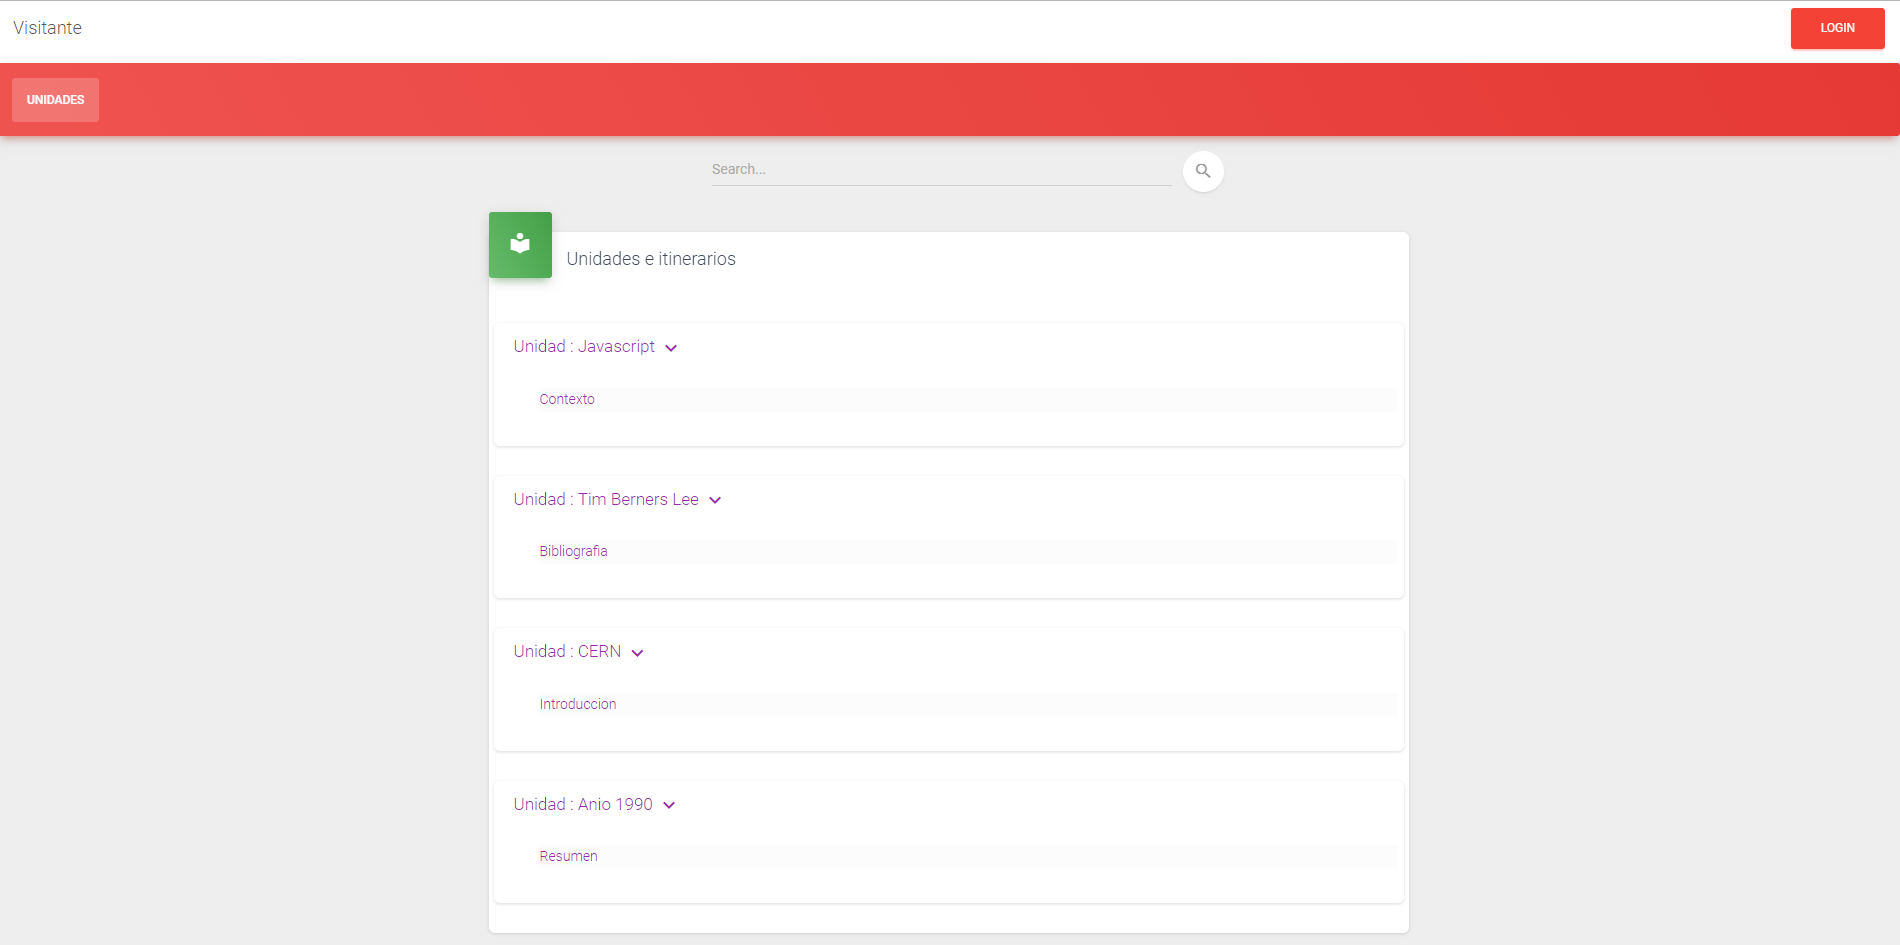 Visitante
LOGIN
UNIDADES
Search...
Unidades e itinerarios
Unidad : Javascript
Contexto
Unidad : Tim Berners Lee
Bibliografia
Unidad : CERN
Introduccion
Unidad : Anio 1990
Resumen